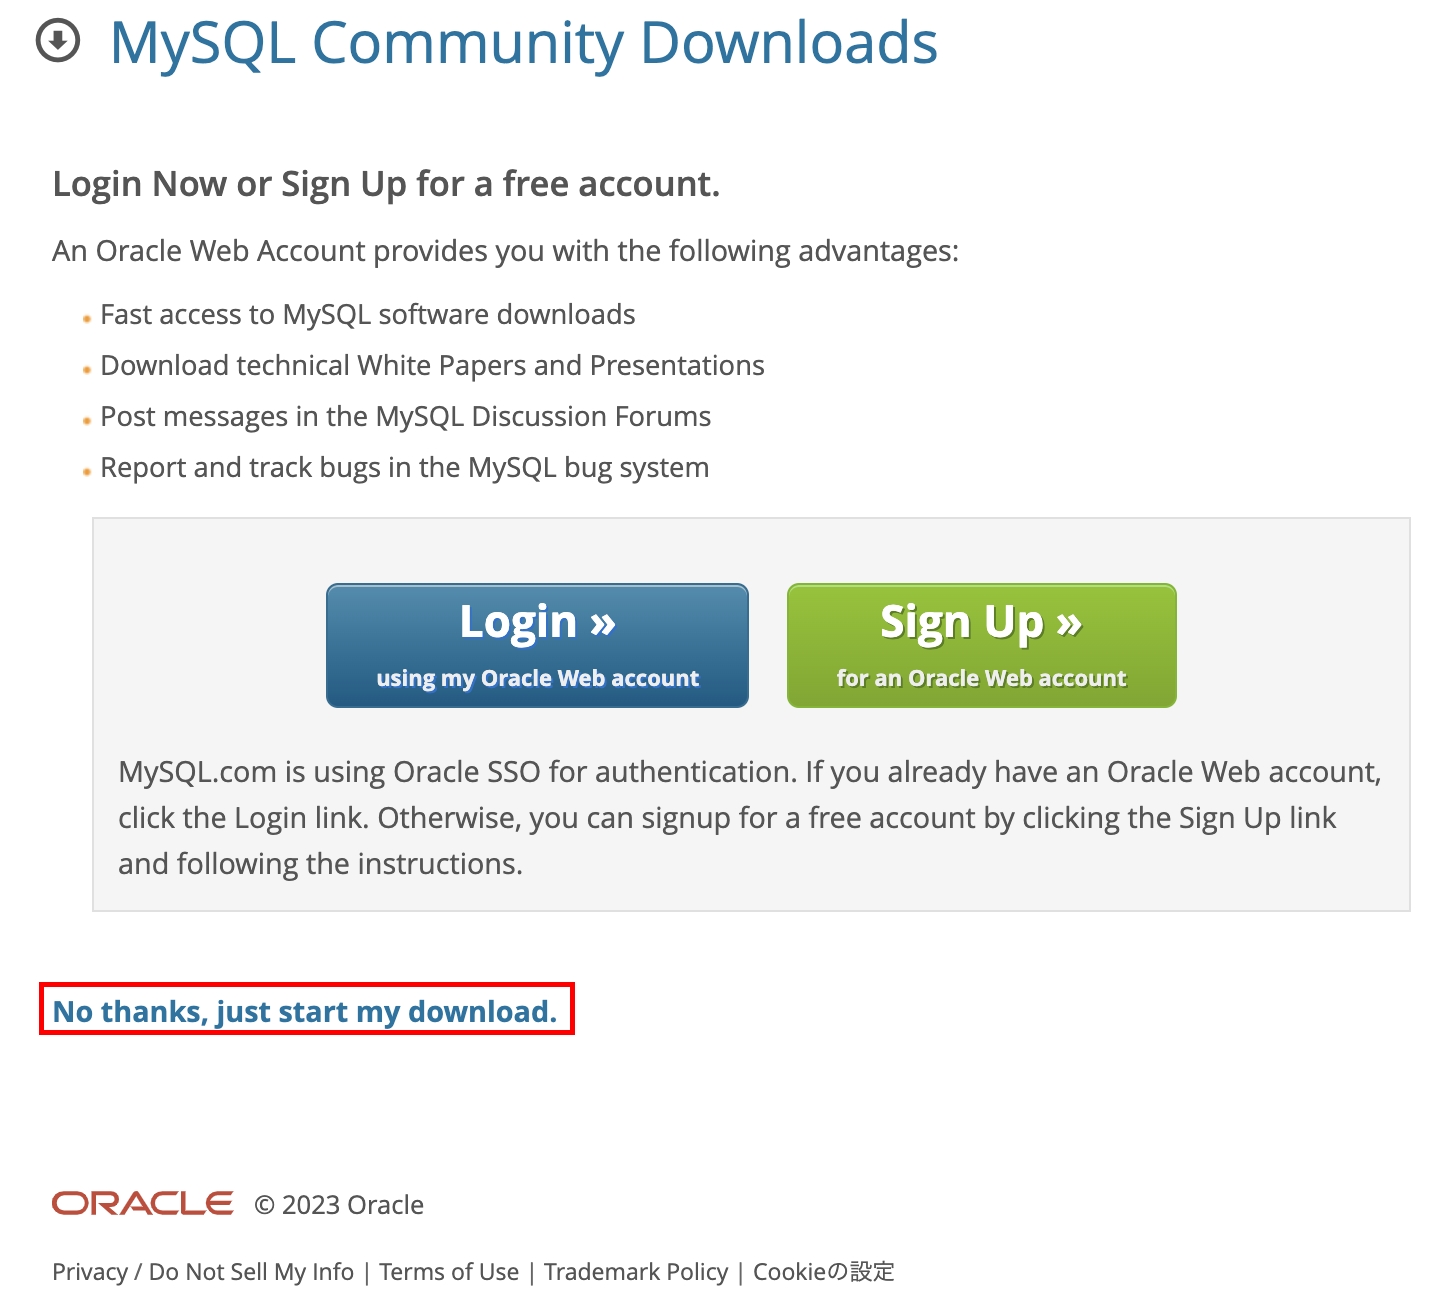 MySQL Community Downloads
Login Now or Sign Up for a free account.
An Oracle Web Account provides you with the following advantages:
Fast access to MySQL software downloads
Download technical White Papers and Presentations
Post messages in the MySQL Discussion Forums
Report and track bugs in the MySQL bug system
Login »
using my Oracle Web account
Sign Up »
for an Oracle Web account
MySQL.com is using Oracle SSO for authentication. If you already have an Oracle Web account,
click the Login link. Otherwise, you can signup for a free account by clicking the Sign Up link
and following the instructions.
No thanks, just start my download.
ORACLE © 2023 Oracle
Privacy / Do Not Sell My Info | Terms of Use | Trademark Policy | Cookieの設定